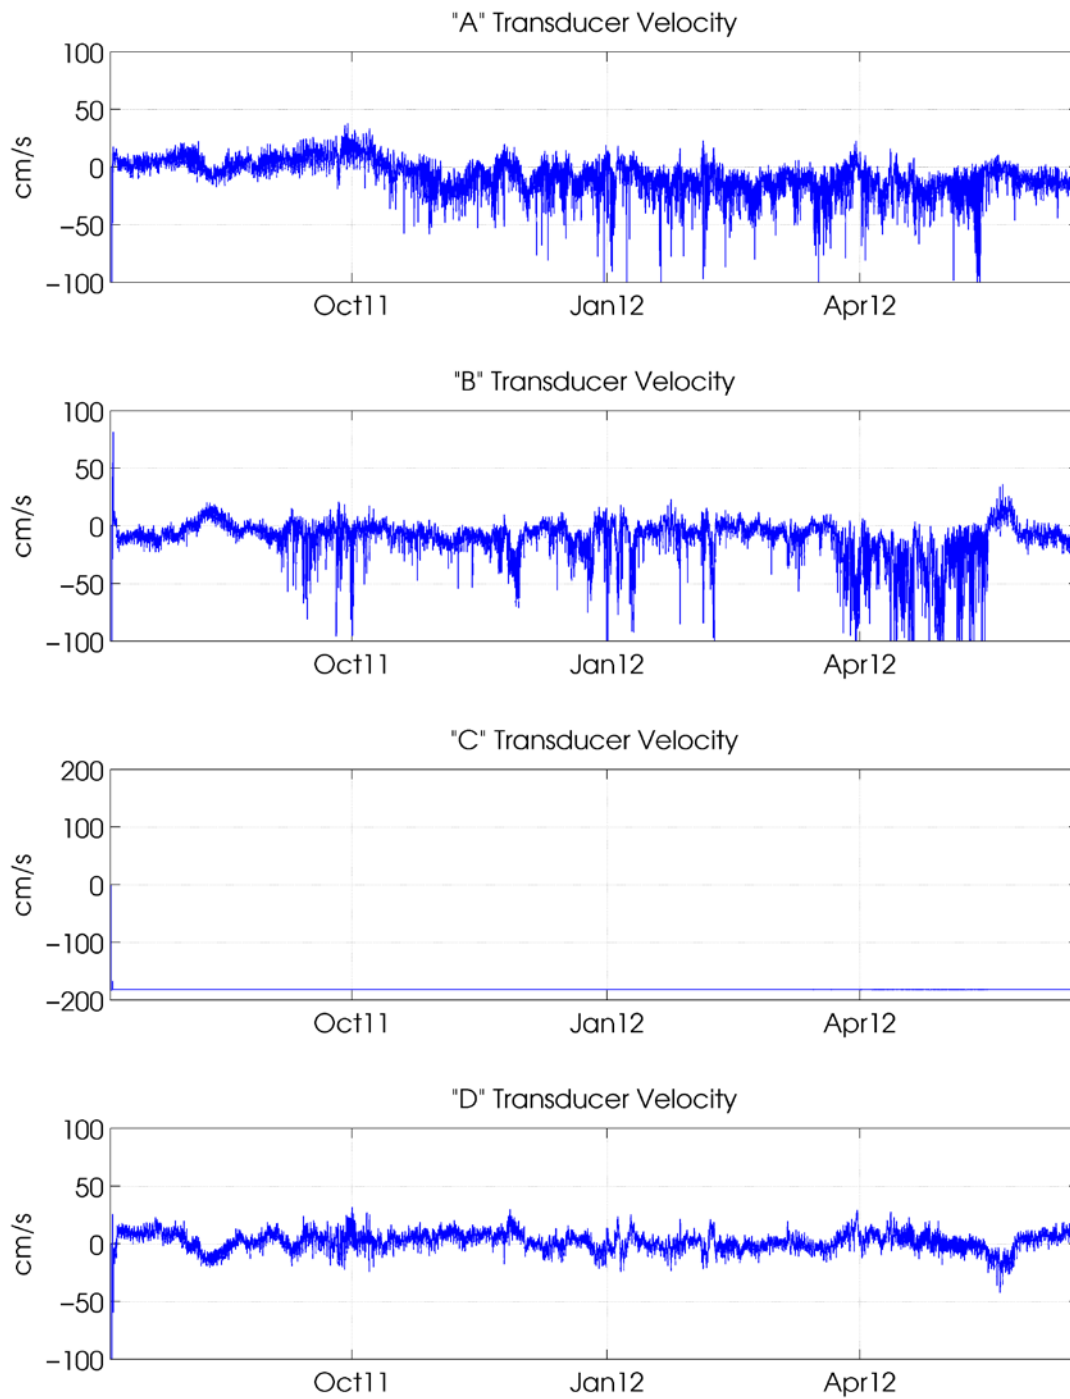 "A" Transducer Velocity
100
50
0
−50
−100
cm/s
Oct11 Jan12 Apr12
"B" Transducer Velocity
100
50
0
−50
−100
cm/s
Oct11 Jan12 Apr12
"C" Transducer Velocity
200
100
0
−100
−200
cm/s
Oct11 Jan12 Apr12
"D" Transducer Velocity
100
50
0
−50
−100
cm/s
Oct11 Jan12 Apr12